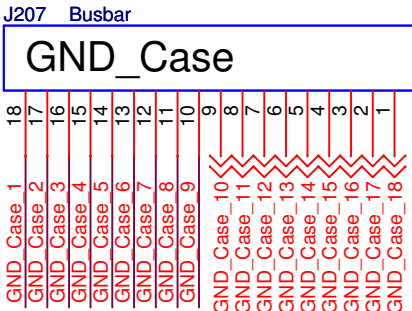 J207 Busbar
GND_Case
18 17 16 15 14 13 12 11 10 9 8 7 6 5 4 3 2 1
GND_Case_1
GND_Case_2
GND_Case_3
GND_Case_4
GND_Case_5
GND_Case_6
GND_Case_7
GND_Case_8
GND_Case_9
GND_Case_10
GND_Case_11
GND_Case_12
GND_Case_13
GND_Case_14
GND_Case_15
GND_Case_16
GND_Case_17
GND_Case_18